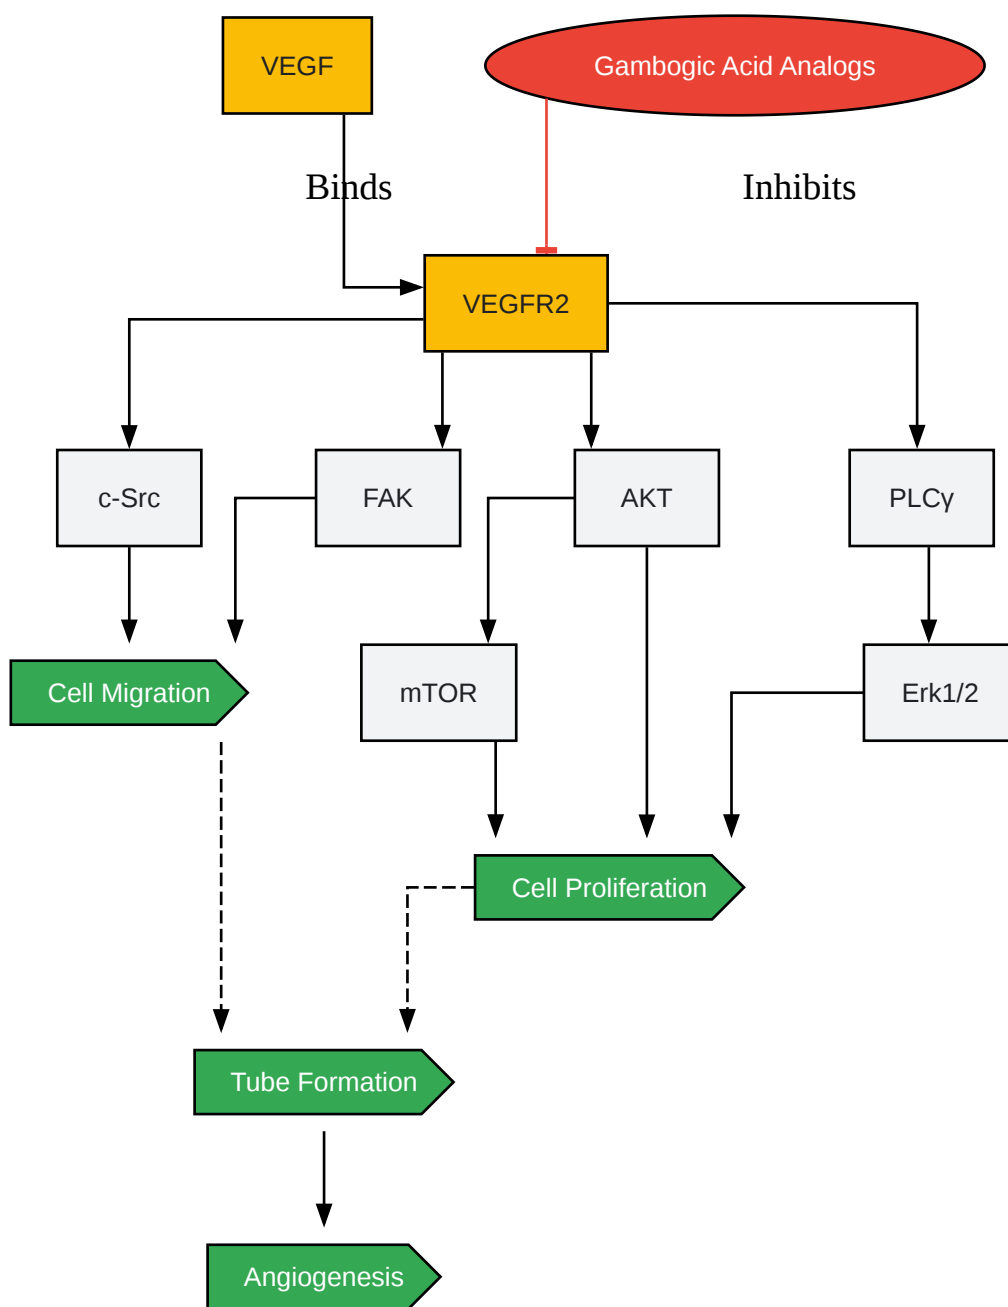 VEGF
Gambogic Acid Analogs
Binds
Inhibits
VEGFR2
c-Src
FAK
AKT
PLCγ
Cell Migration
mTOR
Erk1/2
Cell Proliferation
Tube Formation
Angiogenesis